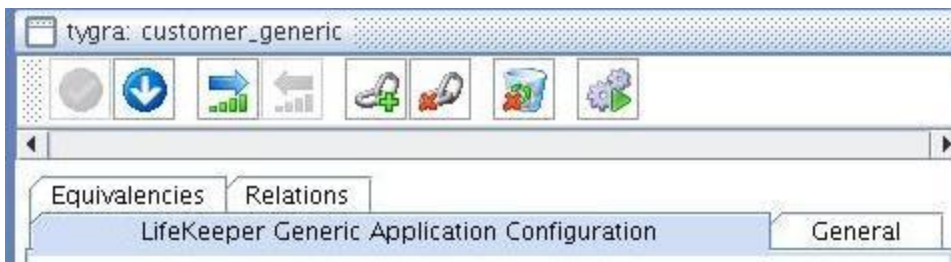 tygra: customer_generic
Equivalencies Relations
LifeKeeper Generic Application Configuration General